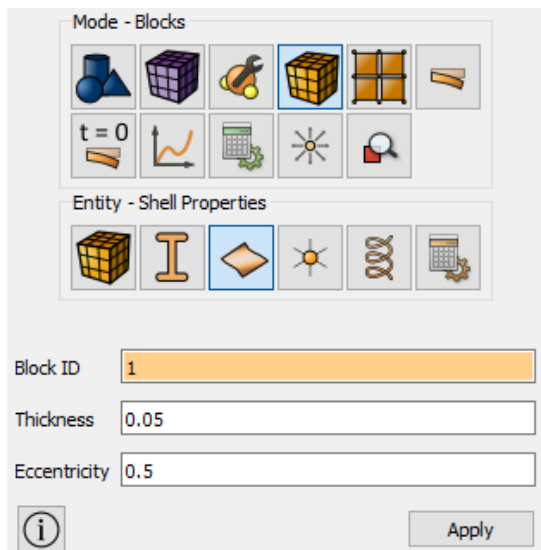 Mode - Blocks
t = 0
Entity - Shell Properties
Block ID 1
Thickness 0.05
Eccentricity 0.5
i Apply